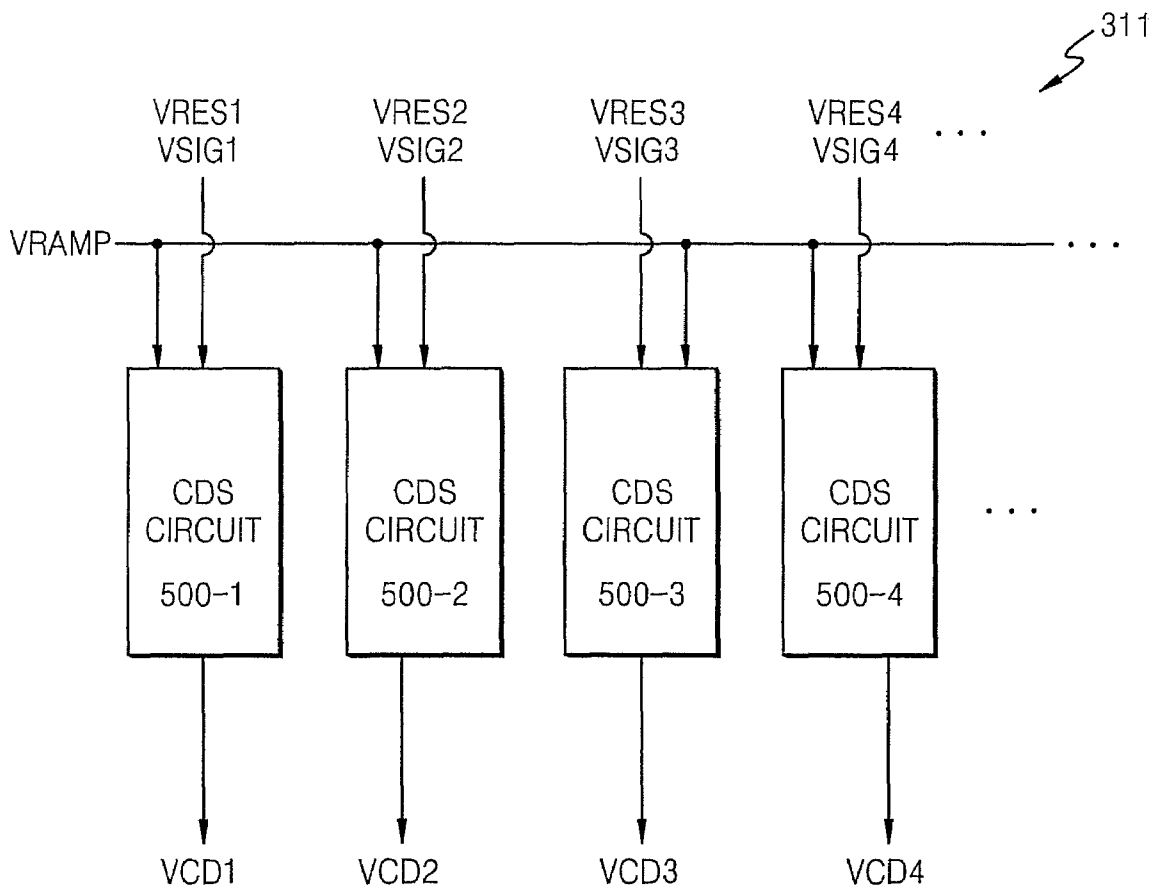 311
VRES1 VRES2 VRES3 VRES4
VSIG1 VSIG2 VSIG3 VSIG4 . . .
VRAMP . . .
CDS CDS CDS CDS
CIRCUIT CIRCUIT CIRCUIT CIRCUIT . . .
500-1 500-2 500-3 500-4
VCD1 VCD2 VCD3 VCD4